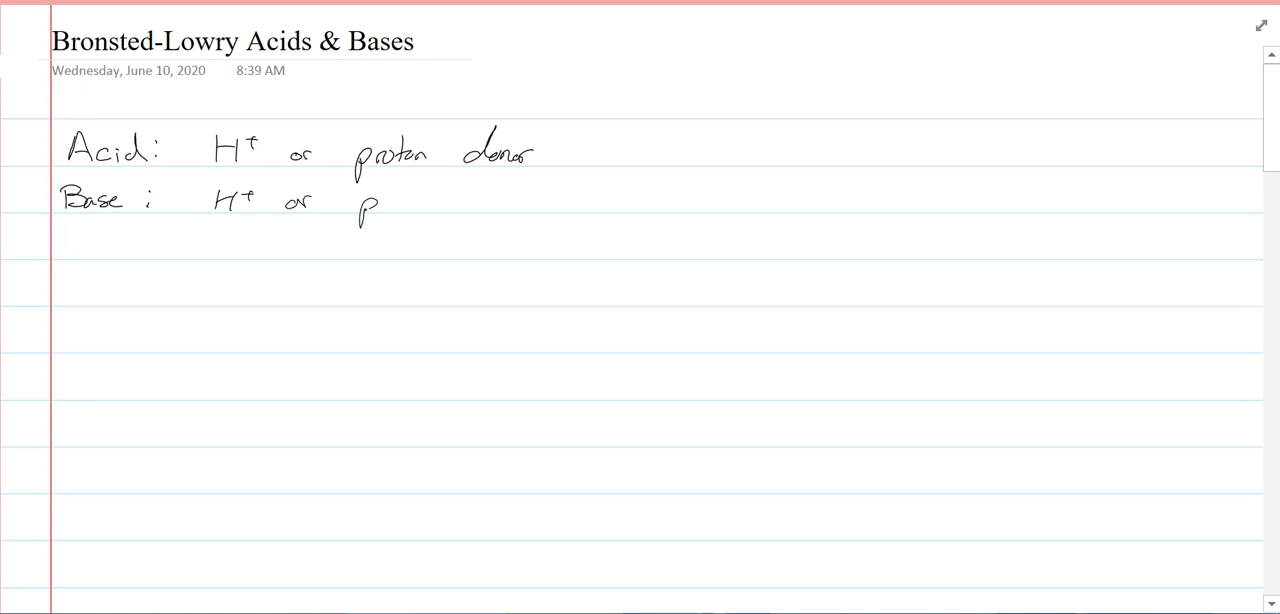 Bronsted-Lowry Acids & Bases
Wednesday, June 10, 2020 8:39 AM
Acid: H⁺ or proton donor
Base: H⁺ or p